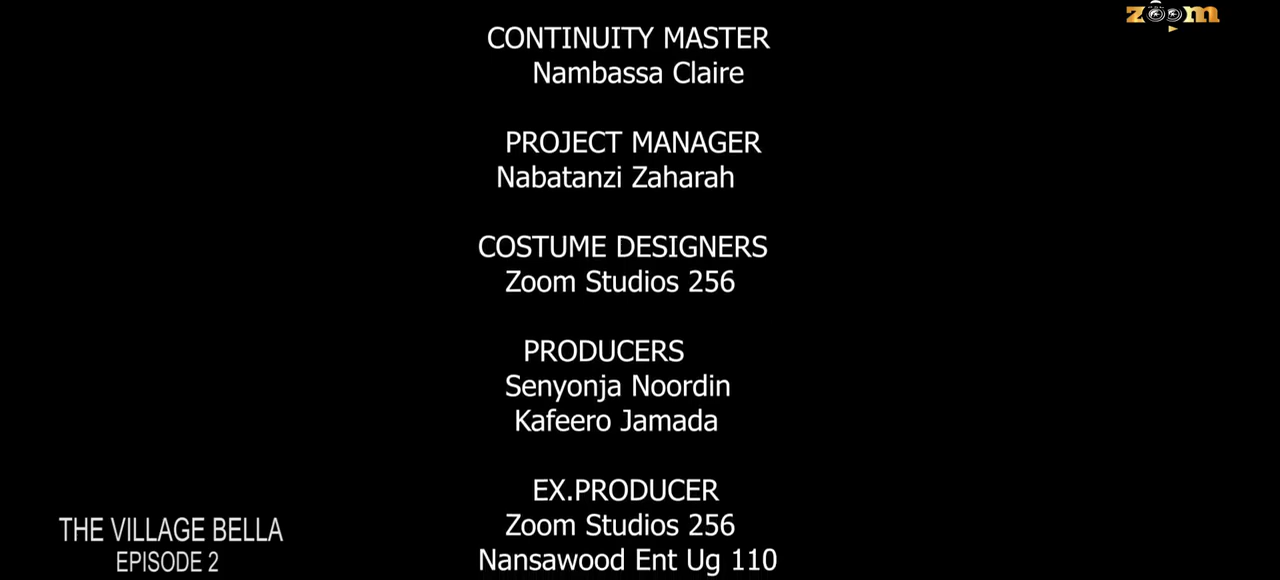 zoom
CONTINUITY MASTER
Nambassa Claire
PROJECT MANAGER
Nabatanzi Zaharah
COSTUME DESIGNERS
Zoom Studios 256
PRODUCERS
Senyonja Noordin
Kafeero Jamada
EX.PRODUCER
Zoom Studios 256
Nansawood Ent Ug 110
THE VILLAGE BELLA
EPISODE 2